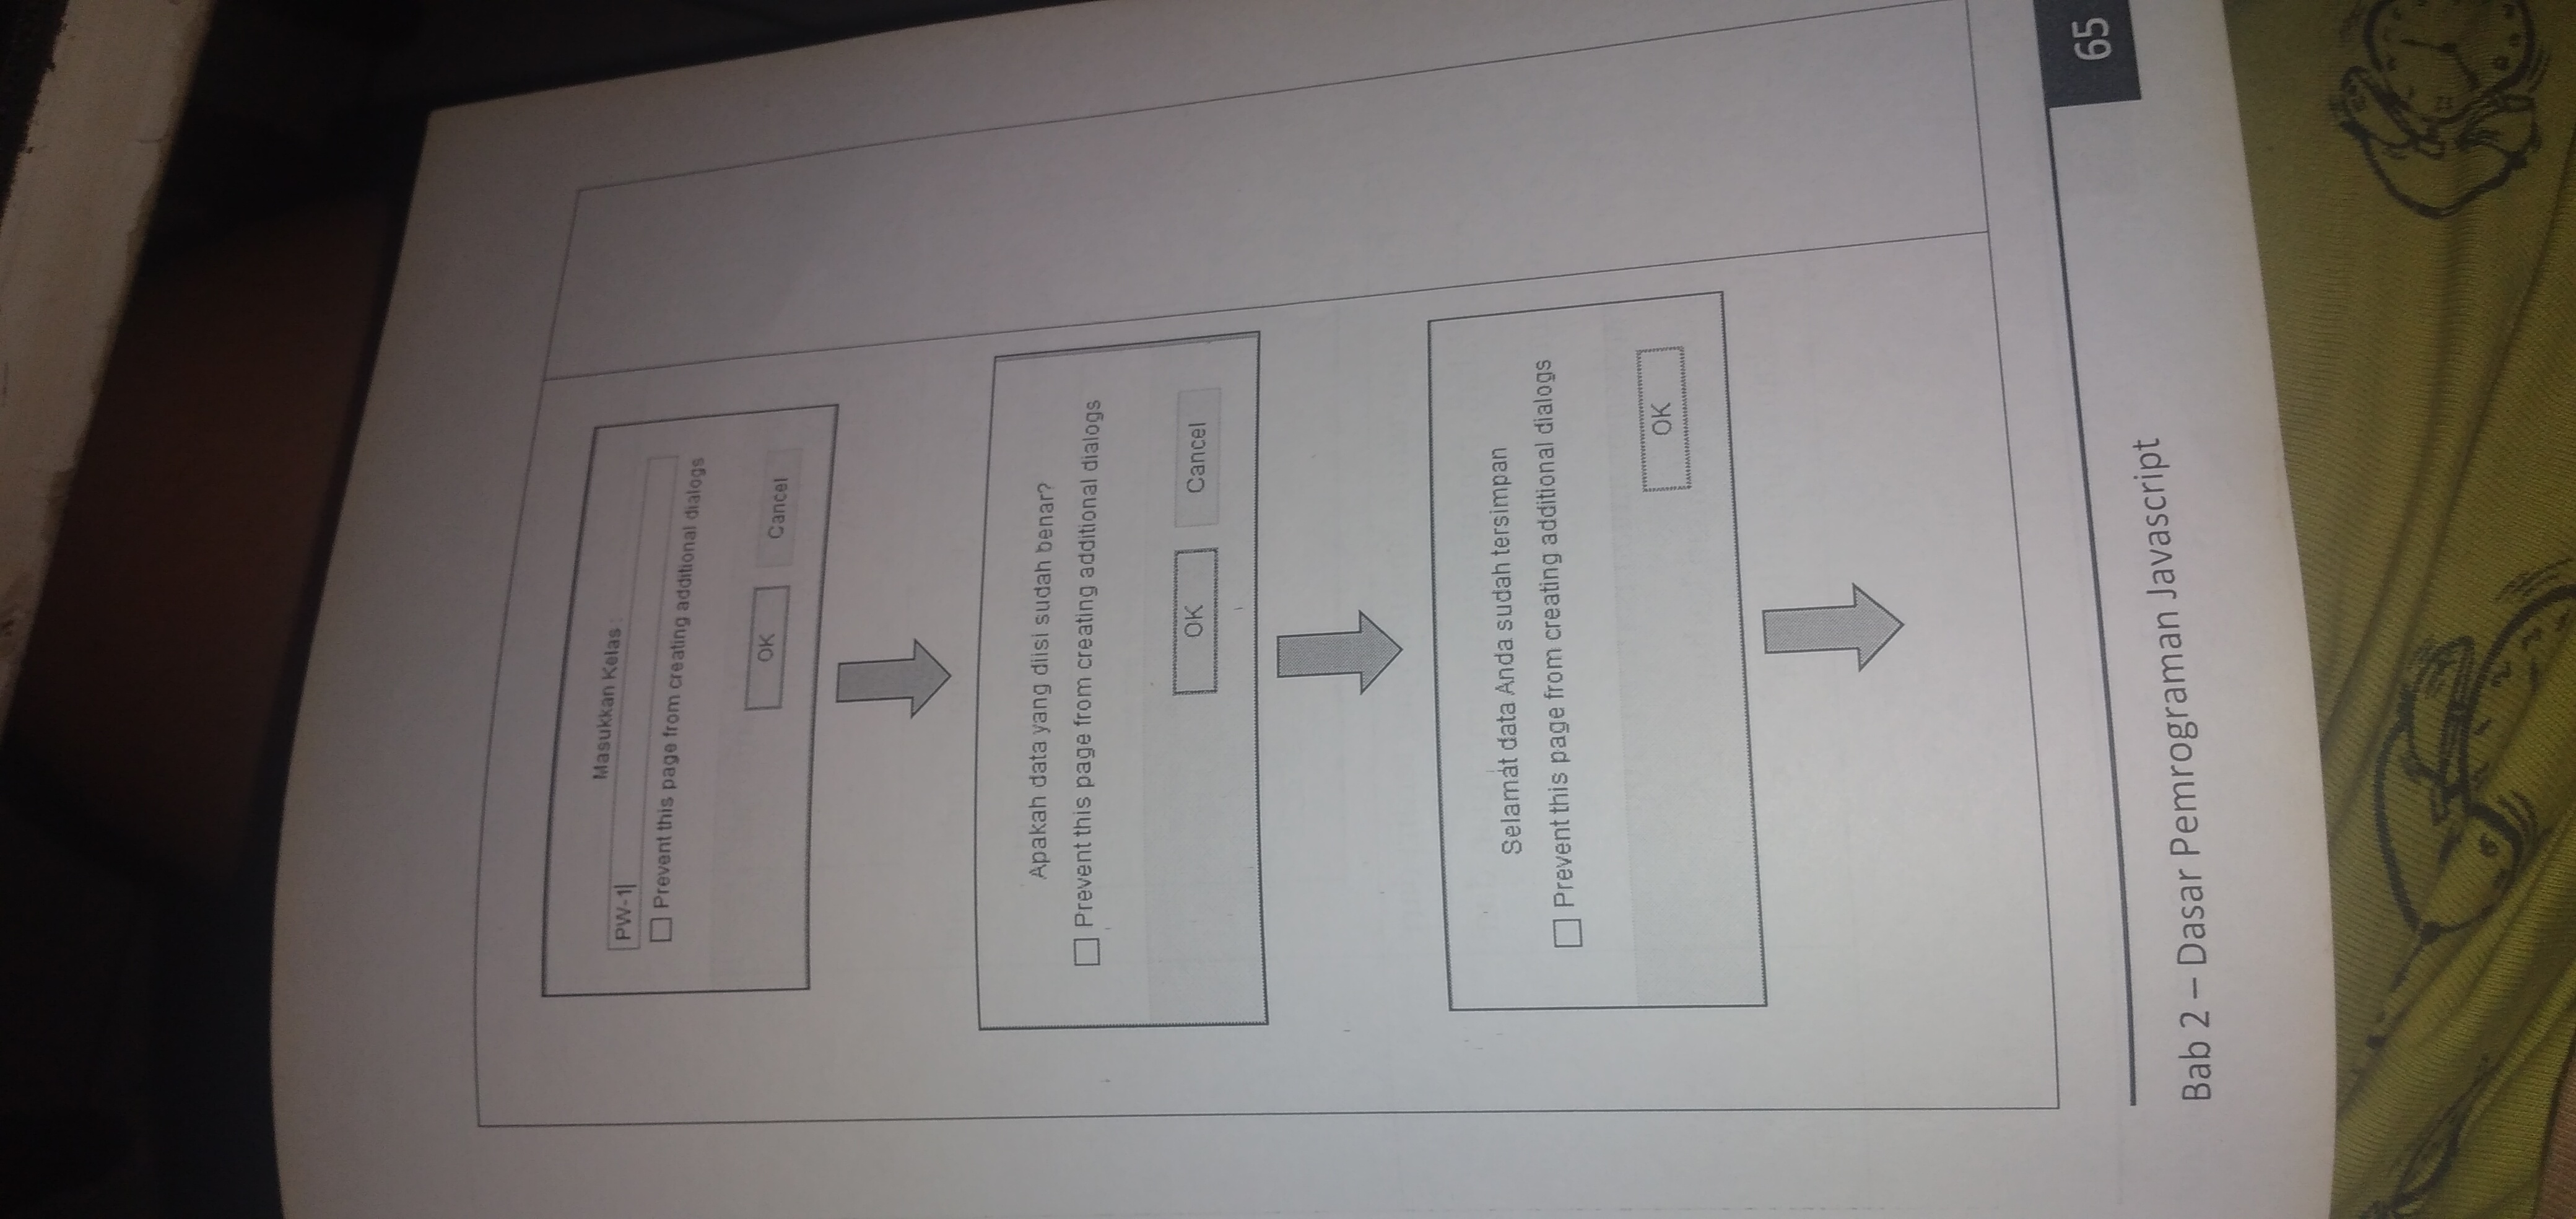 Masukkan Kelas :
PW-1
Prevent this page from creating additional dialogs
OK Cancel
Apakah data yang diisi sudah benar?
Prevent this page from creating additional dialogs
OK Cancel
Selamat data Anda sudah tersimpan
Prevent this page from creating additional dialogs
OK
65
Bab 2 – Dasar Pemrograman Javascript